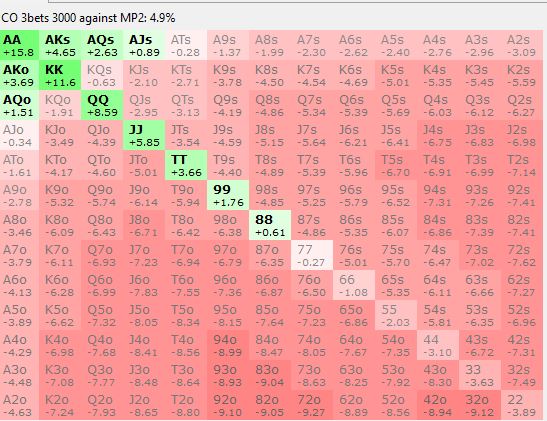 CO 3bets 3000 against MP2: 4.9%
AA AKs AQs AJs ATs A9s A8s A7s A6s A5s A4s A3s A2s
+15.8 +4.65 +2.63 +0.89 -0.28 -1.37 -1.99 -2.30 -2.62 -2.40 -2.76 -2.96 -3.09
AKo KK KQs KJs KTs K9s K8s K7s K6s K5s K4s K3s K2s
+3.69 +11.6 -0.63 -2.10 -2.71 -3.78 -4.50 -4.54 -4.69 -5.01 -5.35 -5.45 -5.59
AQo KQo QQ QJs QTs Q9s Q8s Q7s Q6s Q5s Q4s Q3s Q2s
+1.51 -1.91 +8.59 -2.95 -3.13 -4.19 -4.86 -5.34 -5.39 -5.69 -6.03 -6.12 -6.27
AJo KJo QJo JJ JTs J9s J8s J7s J6s J5s J4s J3s J2s
-0.34 -3.49 -4.39 +5.85 -3.54 -4.59 -5.15 -5.64 -6.21 -6.41 -6.75 -6.83 -6.98
ATo KTo QTo JTo TT T9s T8s T7s T6s T5s T4s T3s T2s
-1.61 -4.17 -4.60 -5.01 +3.66 -4.40 -4.89 -5.39 -5.96 -6.70 -6.91 -6.99 -7.14
A9o K9o Q9o J9o T9o 99 98s 97s 96s 95s 94s 93s 92s
-2.78 -5.32 -5.74 -6.14 -5.94 +1.76 -4.85 -5.25 -5.79 -6.52 -7.31 -7.26 -7.41
A8o K8o Q8o J8o T8o 98o 88 87s 86s 85s 84s 83s 82s
-3.46 -6.09 -6.43 -6.71 -6.42 -6.38 +0.61 -4.86 -5.35 -6.07 -6.86 -7.39 -7.41
A7o K7o Q7o J7o T7o 97o 87o 77 76s 75s 74s 73s 72s
-3.79 -6.11 -6.93 -7.23 -6.94 -6.79 -6.35 -0.27 -5.01 -5.70 -6.47 -7.02 -7.62
A6o K6o Q6o J6o T6o 96o 86o 76o 66 65s 64s 63s 62s
-4.13 -6.28 -6.99 -7.83 -7.55 -7.36 -6.87 -6.50 -1.08 -5.35 -6.11 -6.66 -7.27
A5o K5o Q5o J5o T5o 95o 85o 75o 65o 55 54s 53s 52s
-3.89 -6.62 -7.32 -8.05 -8.34 -8.15 -7.64 -7.23 -6.86 -2.03 -5.81 -6.35 -6.96
A4o K4o Q4o J4o T4o 94o 84o 74o 64o 54o 44 43s 42s
-4.29 -6.98 -7.68 -8.41 -8.56 -8.99 -8.47 -8.05 -7.67 -7.35 -3.10 -6.72 -7.31
A3o K3o Q3o J3o T3o 93o 83o 73o 63o 53o 43o 33 32s
-4.48 -7.08 -7.77 -8.48 -8.64 -8.93 -9.04 -8.63 -8.25 -7.92 -8.30 -3.63 -7.49
A2o K2o Q2o J2o T2o 92o 82o 72o 62o 52o 42o 32o 22
-4.63 -7.24 -7.93 -8.65 -8.80 -9.10 -9.05 -9.27 -8.89 -8.56 -8.94 -9.12 -3.89